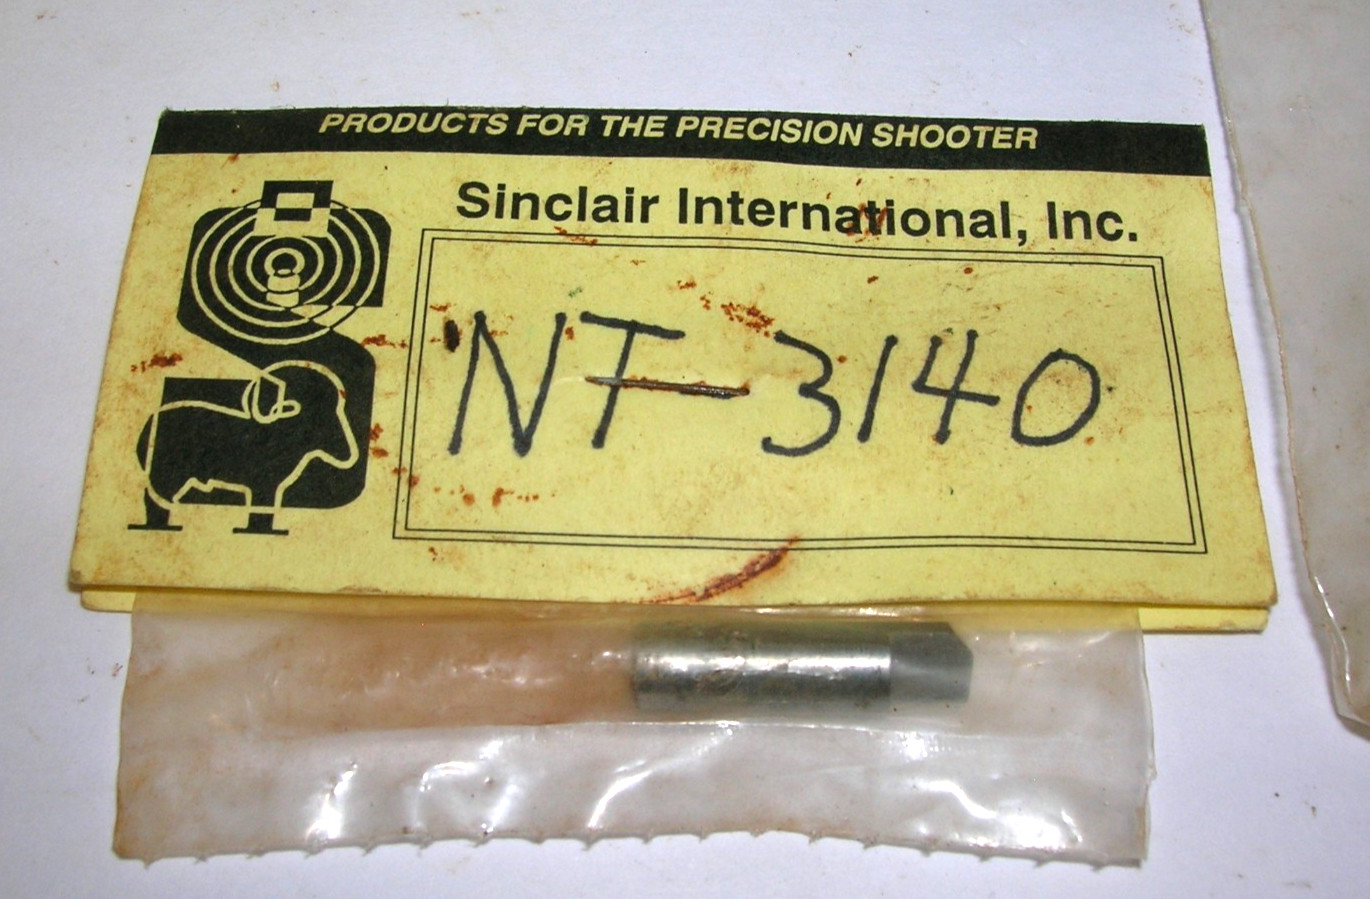 PRODUCTS FOR THE PRECISION SHOOTER
Sinclair International, Inc.
NT-3140